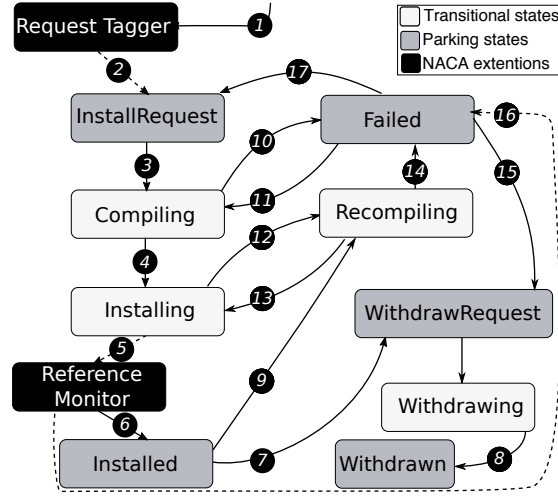 Request Tagger
1
Transitional states
Parking states
NACA extentions
2
17
InstallRequest
Failed
16
10
3
15
14
11
Compiling
Recompiling
12
4
13
Installing
WithdrawRequest
5
Reference
Monitor
9
Withdrawing
6
Installed
7
Withdrawn
8